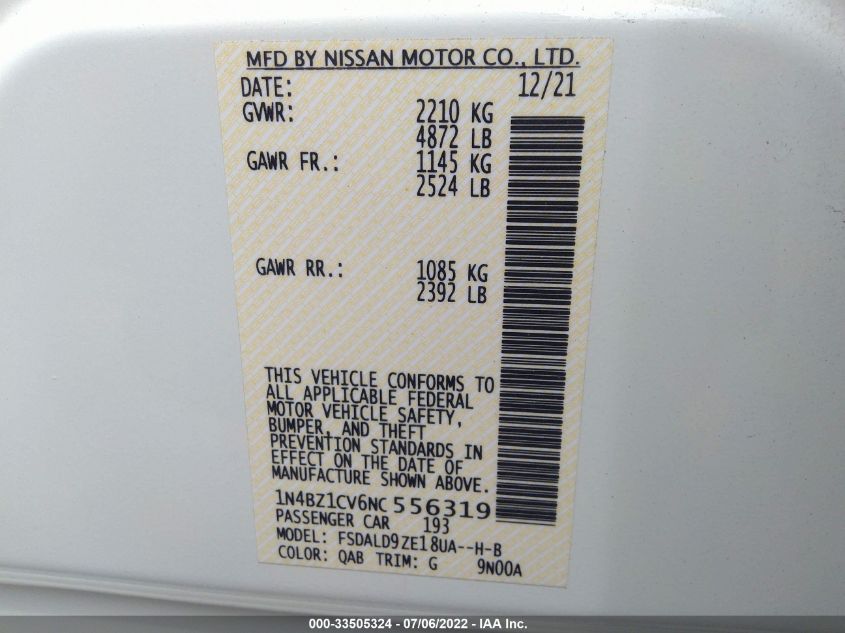 MFD BY NISSAN MOTOR CO., LTD.
DATE: 12/21
GVWR: 2210 KG
4872 LB
GAWR FR.: 1145 KG
2524 LB
GAWR RR.: 1085 KG
2392 LB
THIS VEHICLE CONFORMS TO
ALL APPLICABLE FEDERAL
MOTOR VEHICLE SAFETY,
BUMPER, AND THEFT
PREVENTION STANDARDS IN
EFFECT ON THE DATE OF
MANUFACTURE SHOWN ABOVE.
1N4BZ1CV6NC556319
PASSENGER CAR 193
MODEL: FSDALD9ZE18UA--H-B
COLOR: QAB TRIM: G 9N00A
000-33505324 - 07/06/2022 - IAA Inc.